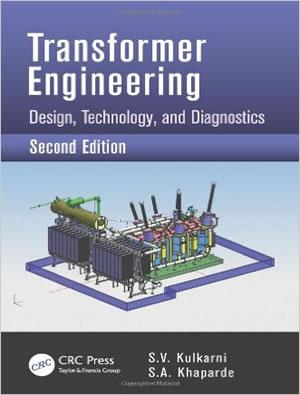 Transformer
Engineering
Design, Technology, and Diagnostics
Second Edition
CRC
CRC Press
Taylor & Francis Group
S.V. Kulkarni
S.A. Khaparde